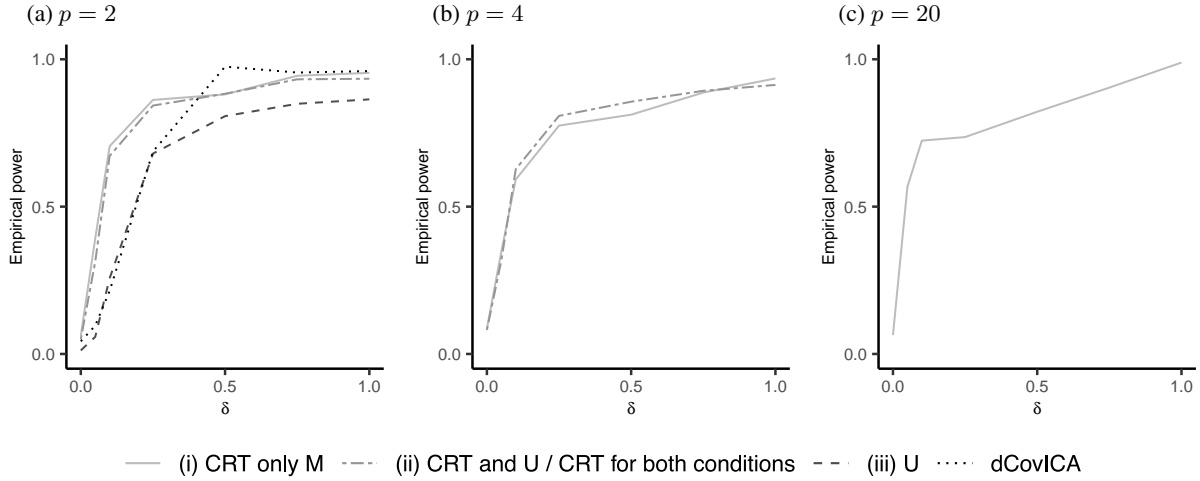 (a) p = 2
(b) p = 4
(c) p = 20
Empirical power
1.0
0.5
0.0
0.0 0.5 1.0
δ
Empirical power
1.0
0.5
0.0
0.0 0.5 1.0
δ
Empirical power
1.0
0.5
0.0
0.0 0.5 1.0
δ
(i) CRT only M (ii) CRT and U / CRT for both conditions (iii) U dCovICA